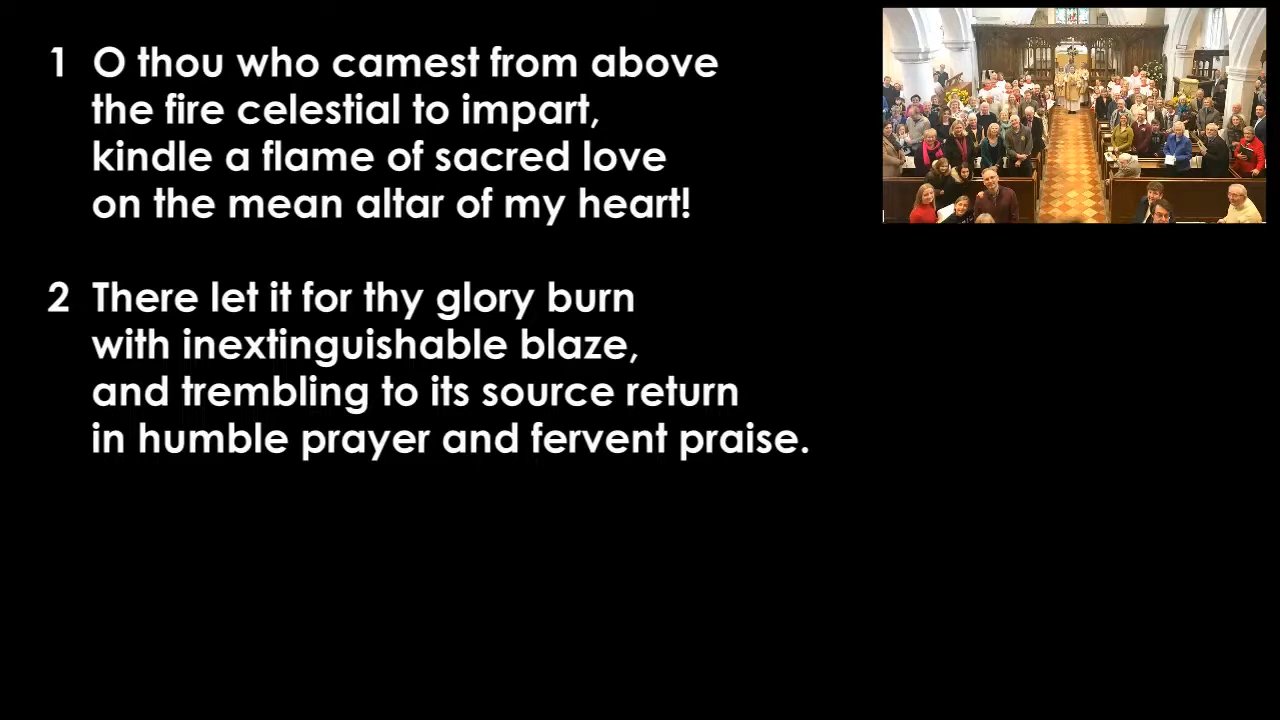 1 O thou who camest from above
the fire celestial to impart,
kindle a flame of sacred love
on the mean altar of my heart!
2 There let it for thy glory burn
with inextinguishable blaze,
and trembling to its source return
in humble prayer and fervent praise.